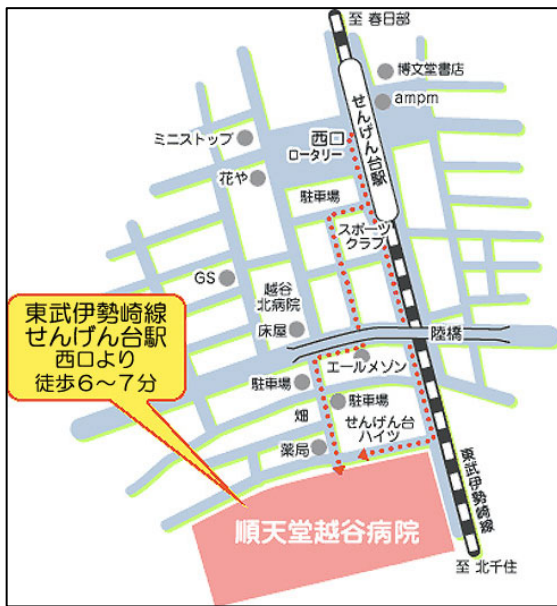 至 春日部
博文堂書店
ampm
せんげん台駅
西口
ロータリー
ミニストップ
花や
駐車場
スポーツ
クラブ
GS
越谷
北病院
床屋
陸橋
東武伊勢崎線
せんげん台駅
西口より
徒歩6～7分
エールメゾン
駐車場
駐車場
畑
せんげん台
ハイツ
薬局
東武伊勢崎線
順天堂越谷病院
至 北千住